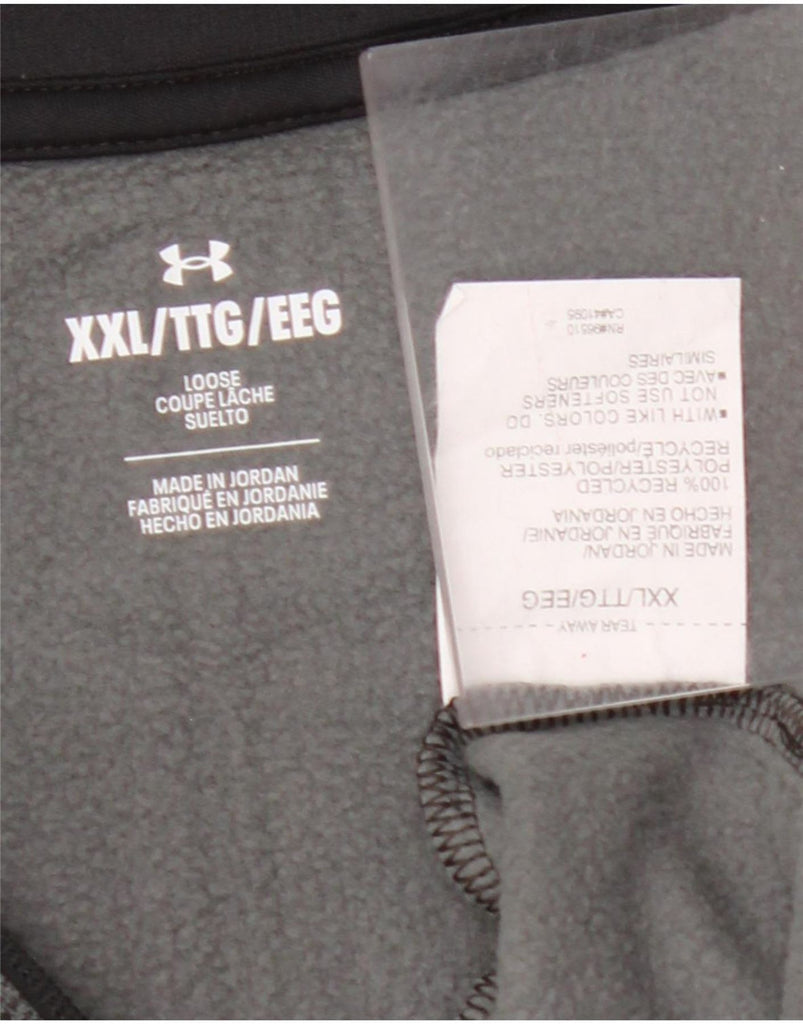 XXL/TTG/EEG
LOOSE
COUPE LÂCHE
SUELTO
MADE IN JORDAN
FABRIQUÉ EN JORDANIE
HECHO EN JORDANIA
TEAR AWAY
XXL/TTG/EEG
MADE IN JORDAN/
FABRIQUÉ EN JORDANIE/
HECHO EN JORDANIA
100% RECYCLED
POLYESTER/POLYESTER
RECYCLÉ/poliéster reciclado
▪WITH LIKE COLORS. DO
NOT USE SOFTENERS
▪AVEC DES COULEURS
SIMILAIRES
RN#96510
CA#41095